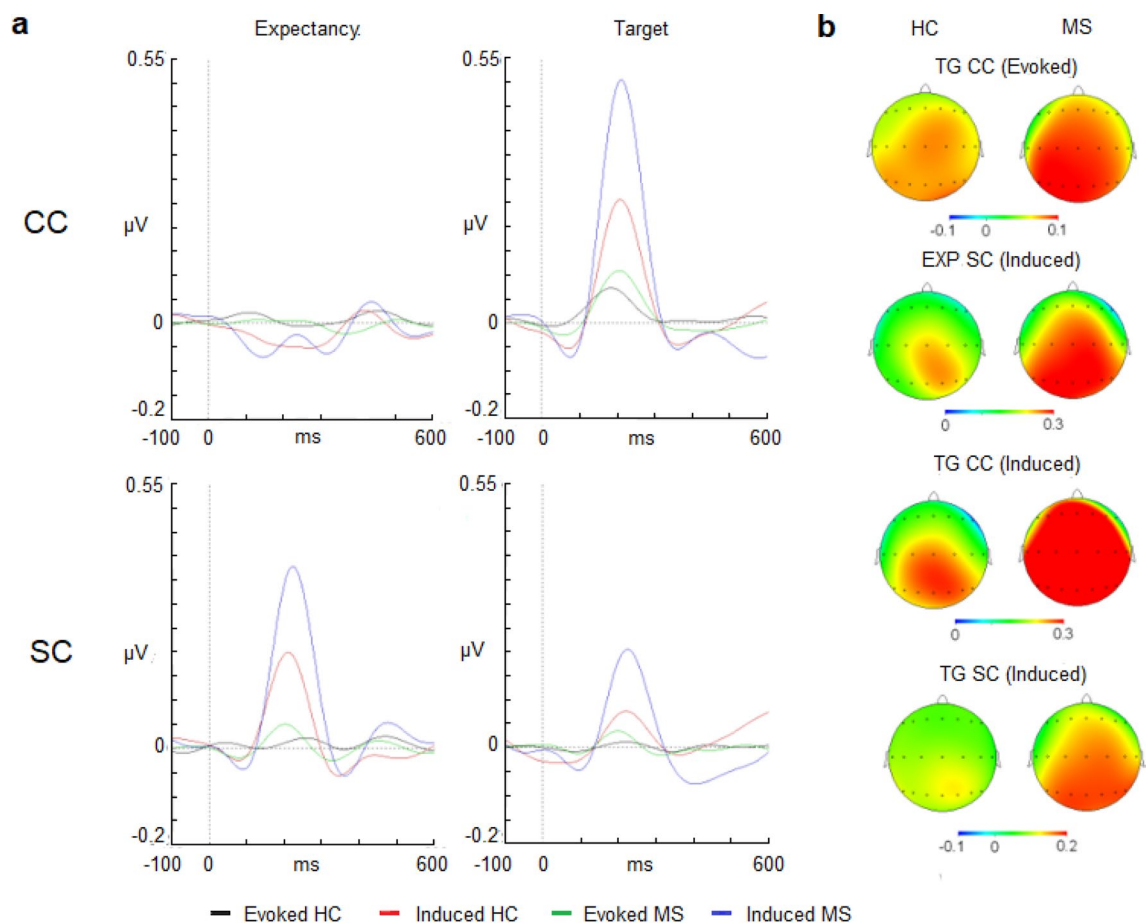 a
Expectancy.
Target
b
HC
MS
CC
0.55
µV
0
-0.2
-100
0
ms
600
0.55
µV
0
-0.2
-100
0
ms
600
TG CC (Evoked)
-0.1
0
0.1
EXP SC (Induced)
0
0.3
SC
0.55
µV
0
-0.2
-100
0
ms
600
0.55
µV
0
-0.2
-100
0
ms
600
TG CC (Induced)
0
0.3
TG SC (Induced)
-0.1
0
0.2
Evoked HC
Induced HC
Evoked MS
Induced MS